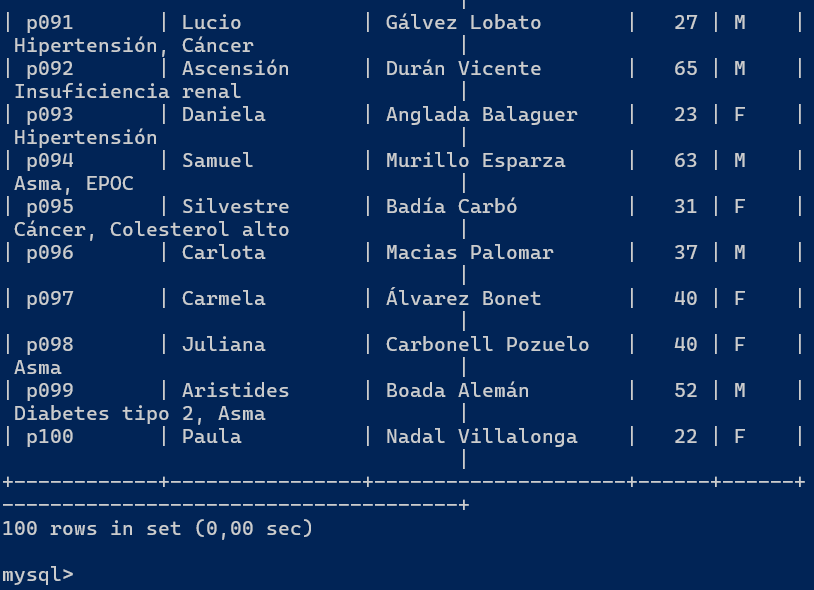 | p091       | Lucio          | Gálvez Lobato       |   27 | M    |
 Hipertensión, Cáncer                 |
| p092       | Ascensión      | Durán Vicente       |   65 | M    |
 Insuficiencia renal                  |
| p093       | Daniela        | Anglada Balaguer    |   23 | F    |
 Hipertensión                         |
| p094       | Samuel         | Murillo Esparza     |   63 | M    |
 Asma, EPOC                           |
| p095       | Silvestre      | Badía Carbó         |   31 | F    |
 Cáncer, Colesterol alto              |
| p096       | Carlota        | Macias Palomar      |   37 | M    |
                                      |
| p097       | Carmela        | Álvarez Bonet       |   40 | F    |
                                      |
| p098       | Juliana        | Carbonell Pozuelo   |   40 | F    |
 Asma                                 |
| p099       | Aristides      | Boada Alemán        |   52 | M    |
 Diabetes tipo 2, Asma                |
| p100       | Paula          | Nadal Villalonga    |   22 | F    |
                                      |
+------------+----------------+---------------------+------+------+
--------------------------------------+
100 rows in set (0,00 sec)
mysql>